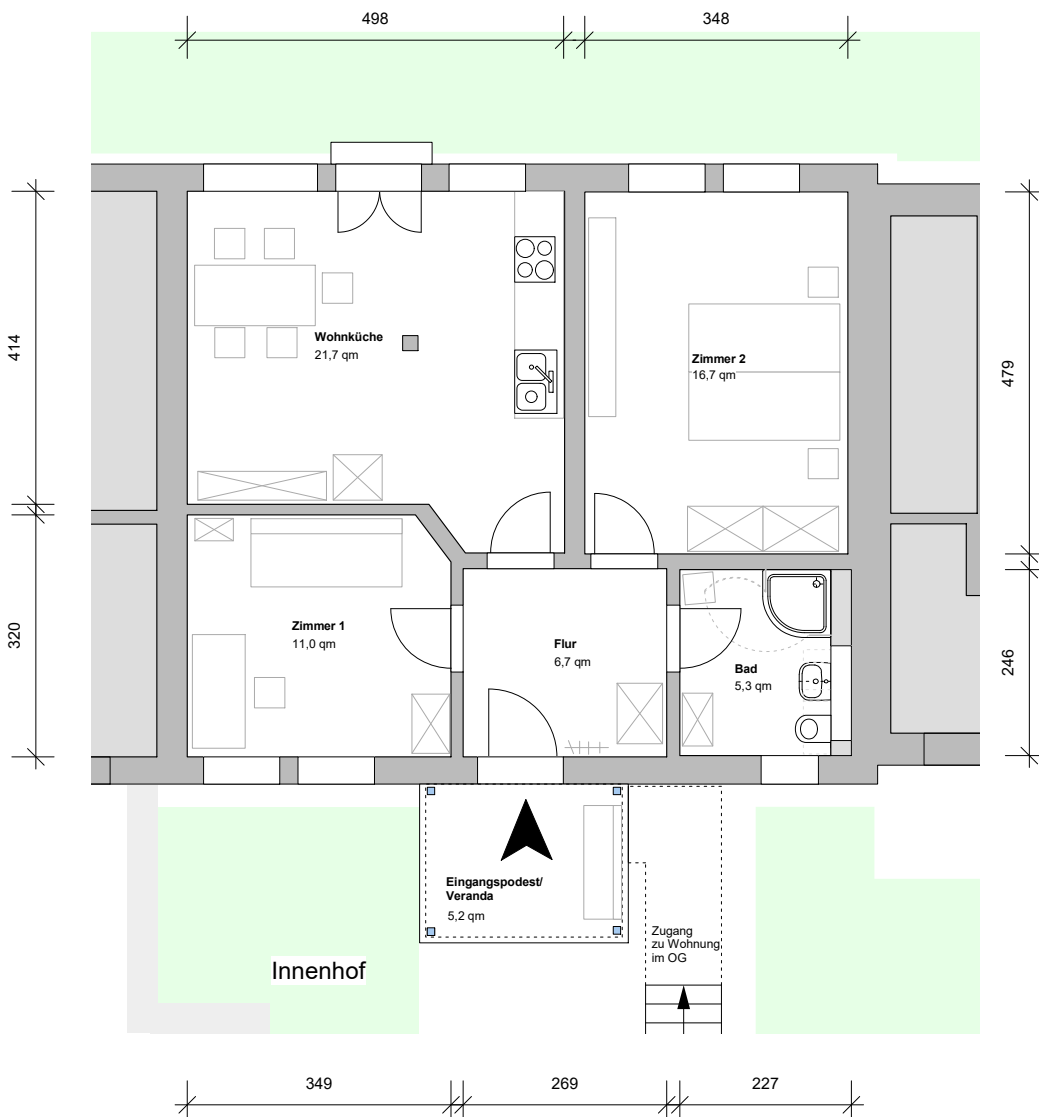 498
348
414
479
Wohnküche
21,7 qm
Zimmer 2
16,7 qm
320
246
Zimmer 1
11,0 qm
Flur
6,7 qm
Bad
5,3 qm
Eingangspodest/
Veranda
5,2 qm
Zugang
zu Wohnung
im OG
Innenhof
349
269
227